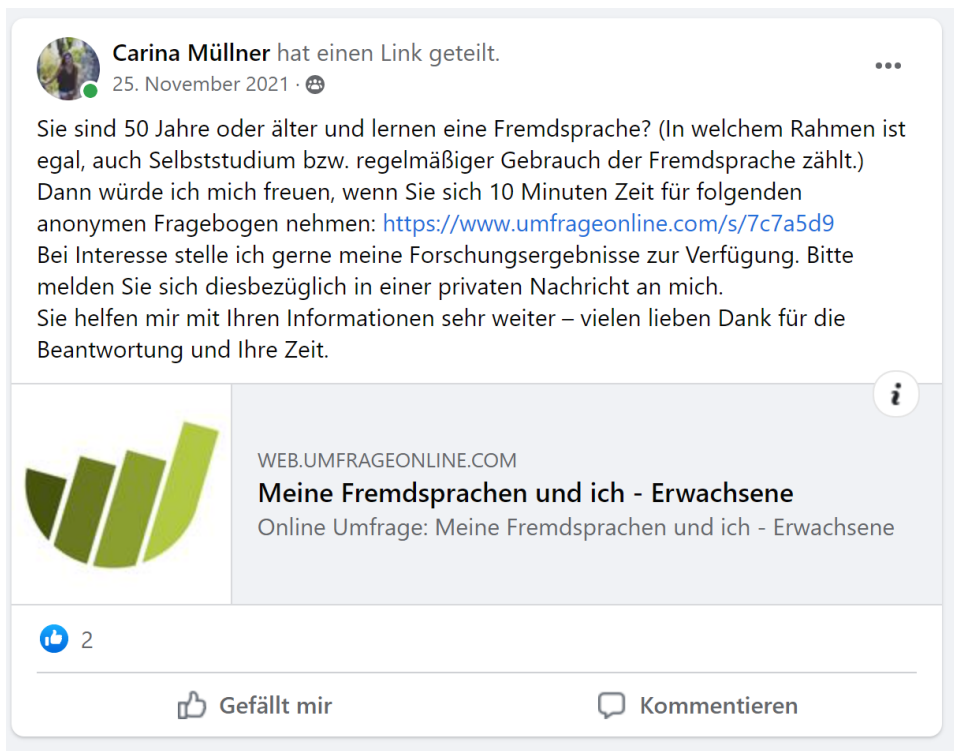 Carina Müllner hat einen Link geteilt.
25. November 2021 ·
Sie sind 50 Jahre oder älter und lernen eine Fremdsprache? (In welchem Rahmen ist
egal, auch Selbststudium bzw. regelmäßiger Gebrauch der Fremdsprache zählt.)
Dann würde ich mich freuen, wenn Sie sich 10 Minuten Zeit für folgenden
anonymen Fragebogen nehmen: https://www.umfrageonline.com/s/7c7a5d9
Bei Interesse stelle ich gerne meine Forschungsergebnisse zur Verfügung. Bitte
melden Sie sich diesbezüglich in einer privaten Nachricht an mich.
Sie helfen mir mit Ihren Informationen sehr weiter – vielen lieben Dank für die
Beantwortung und Ihre Zeit.
i
WEB.UMFRAGEONLINE.COM
Meine Fremdsprachen und ich - Erwachsene
Online Umfrage: Meine Fremdsprachen und ich - Erwachsene
2
Gefällt mir
Kommentieren